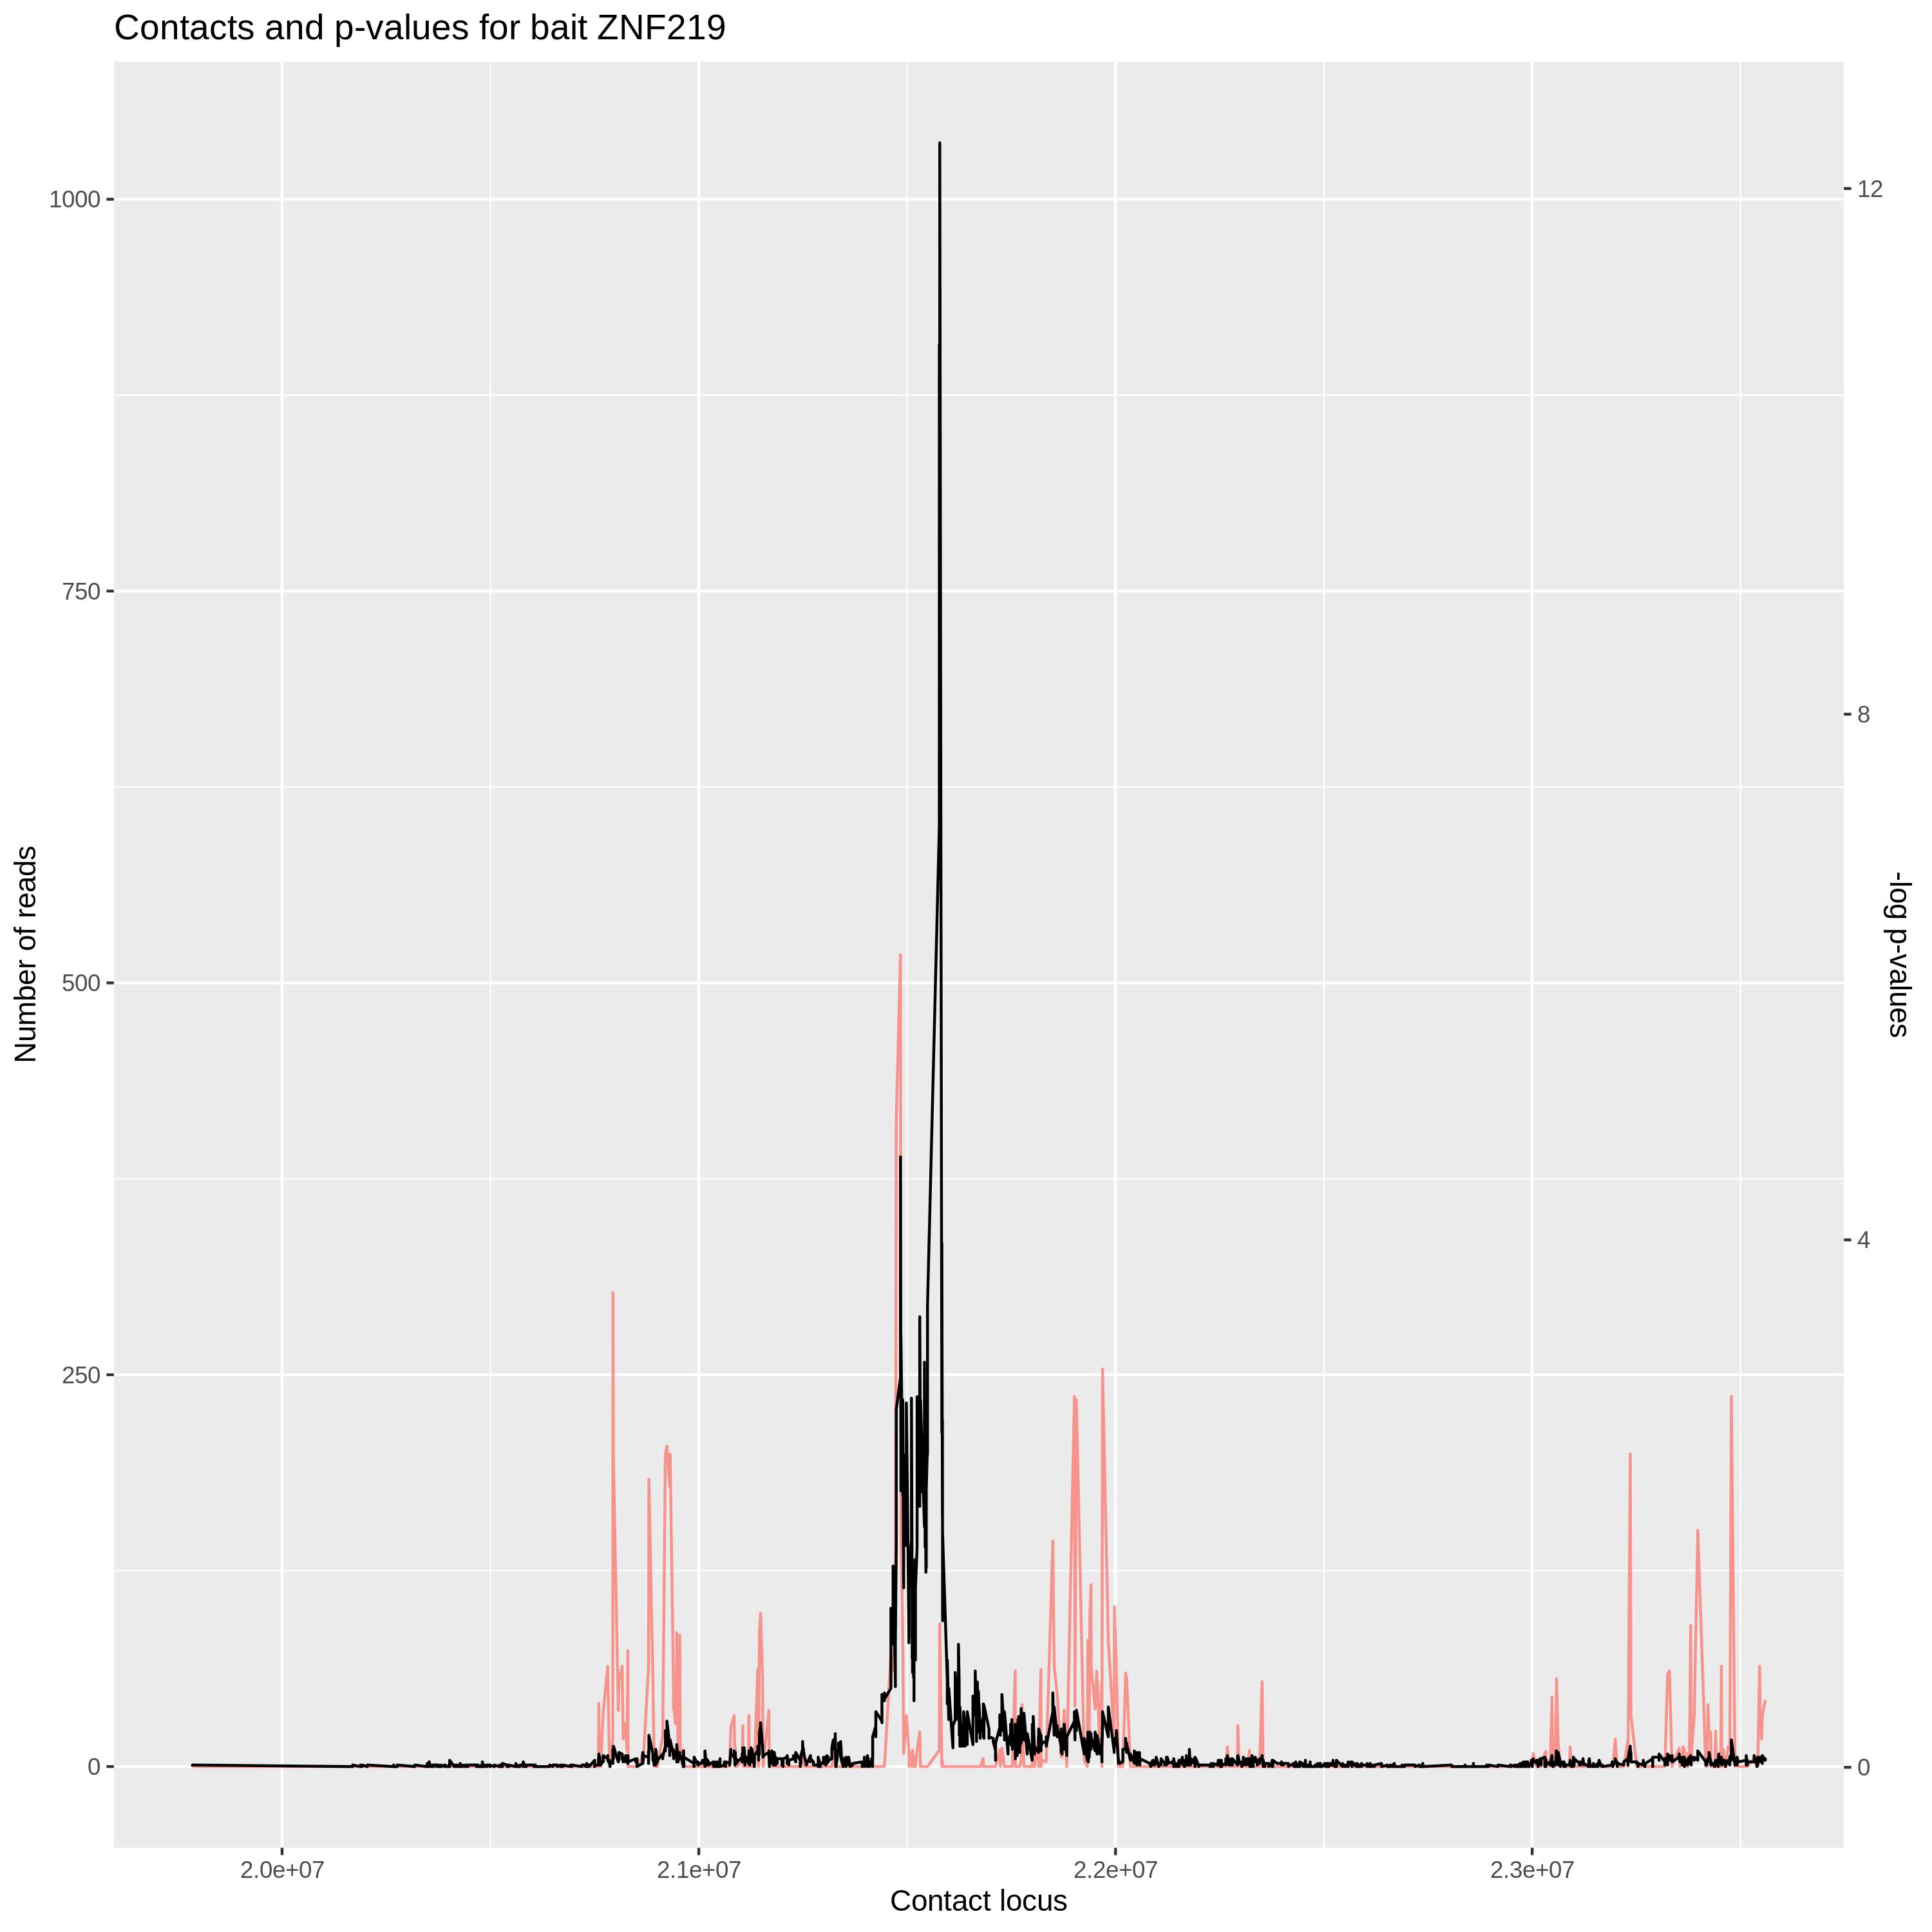 Contacts and p-values for bait ZNF219
Number of reads
1000
750
500
250
0
12
8
4
0
-log p-values
2.0e+07
2.1e+07
2.2e+07
2.3e+07
Contact locus